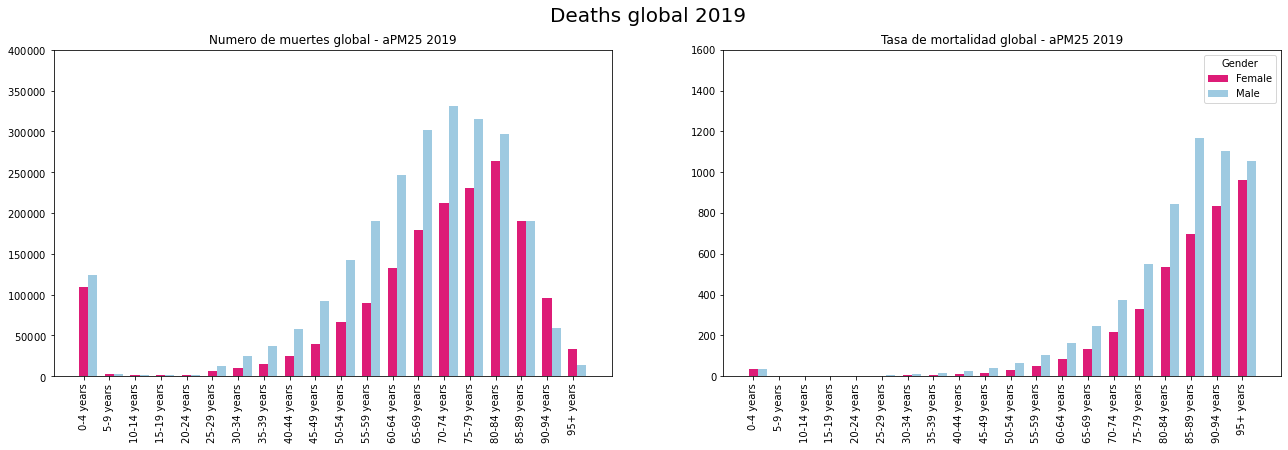 Deaths global 2019
Numero de muertes global - aPM25 2019
400000
350000
300000
250000
200000
150000
100000
50000
0
0-4 years
5-9 years
10-14 years
15-19 years
20-24 years
25-29 years
30-34 years
35-39 years
40-44 years
45-49 years
50-54 years
55-59 years
60-64 years
65-69 years
70-74 years
75-79 years
80-84 years
85-89 years
90-94 years
95+ years
Tasa de mortalidad global - aPM25 2019
1600
1400
1200
1000
800
600
400
200
0
Gender
Female
Male
0-4 years
5-9 years
10-14 years
15-19 years
20-24 years
25-29 years
30-34 years
35-39 years
40-44 years
45-49 years
50-54 years
55-59 years
60-64 years
65-69 years
70-74 years
75-79 years
80-84 years
85-89 years
90-94 years
95+ years